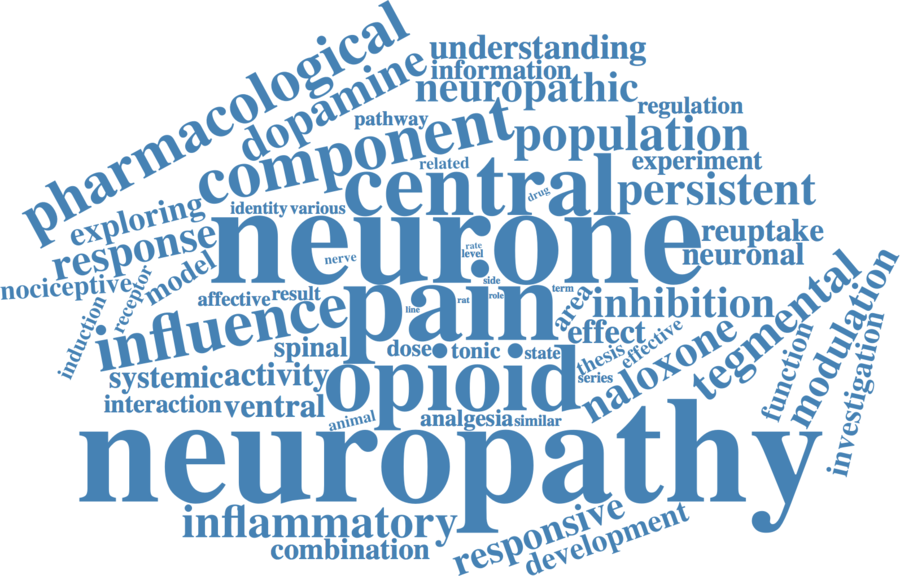 pharmacological
understanding
information
dopamine
neuropathic
regulation
pathway
component
population
experiment
related
central
drug
persistent
exploring
identity
various
neurone
reuptake
response
nerve
rate
level
neuronal
nociceptive
receptor
model
side
term
affective
result
pain
line
rat
role
area
inhibition
tegmental
modulation
induction
influence
effect
spinal
dose
tonic
state
thesis
effective
naloxone
function
investigation
systemic
activity
opioid
series
interaction
ventral
animal
analgesia
similar
neuropathy
inflammatory
responsive
combination
development